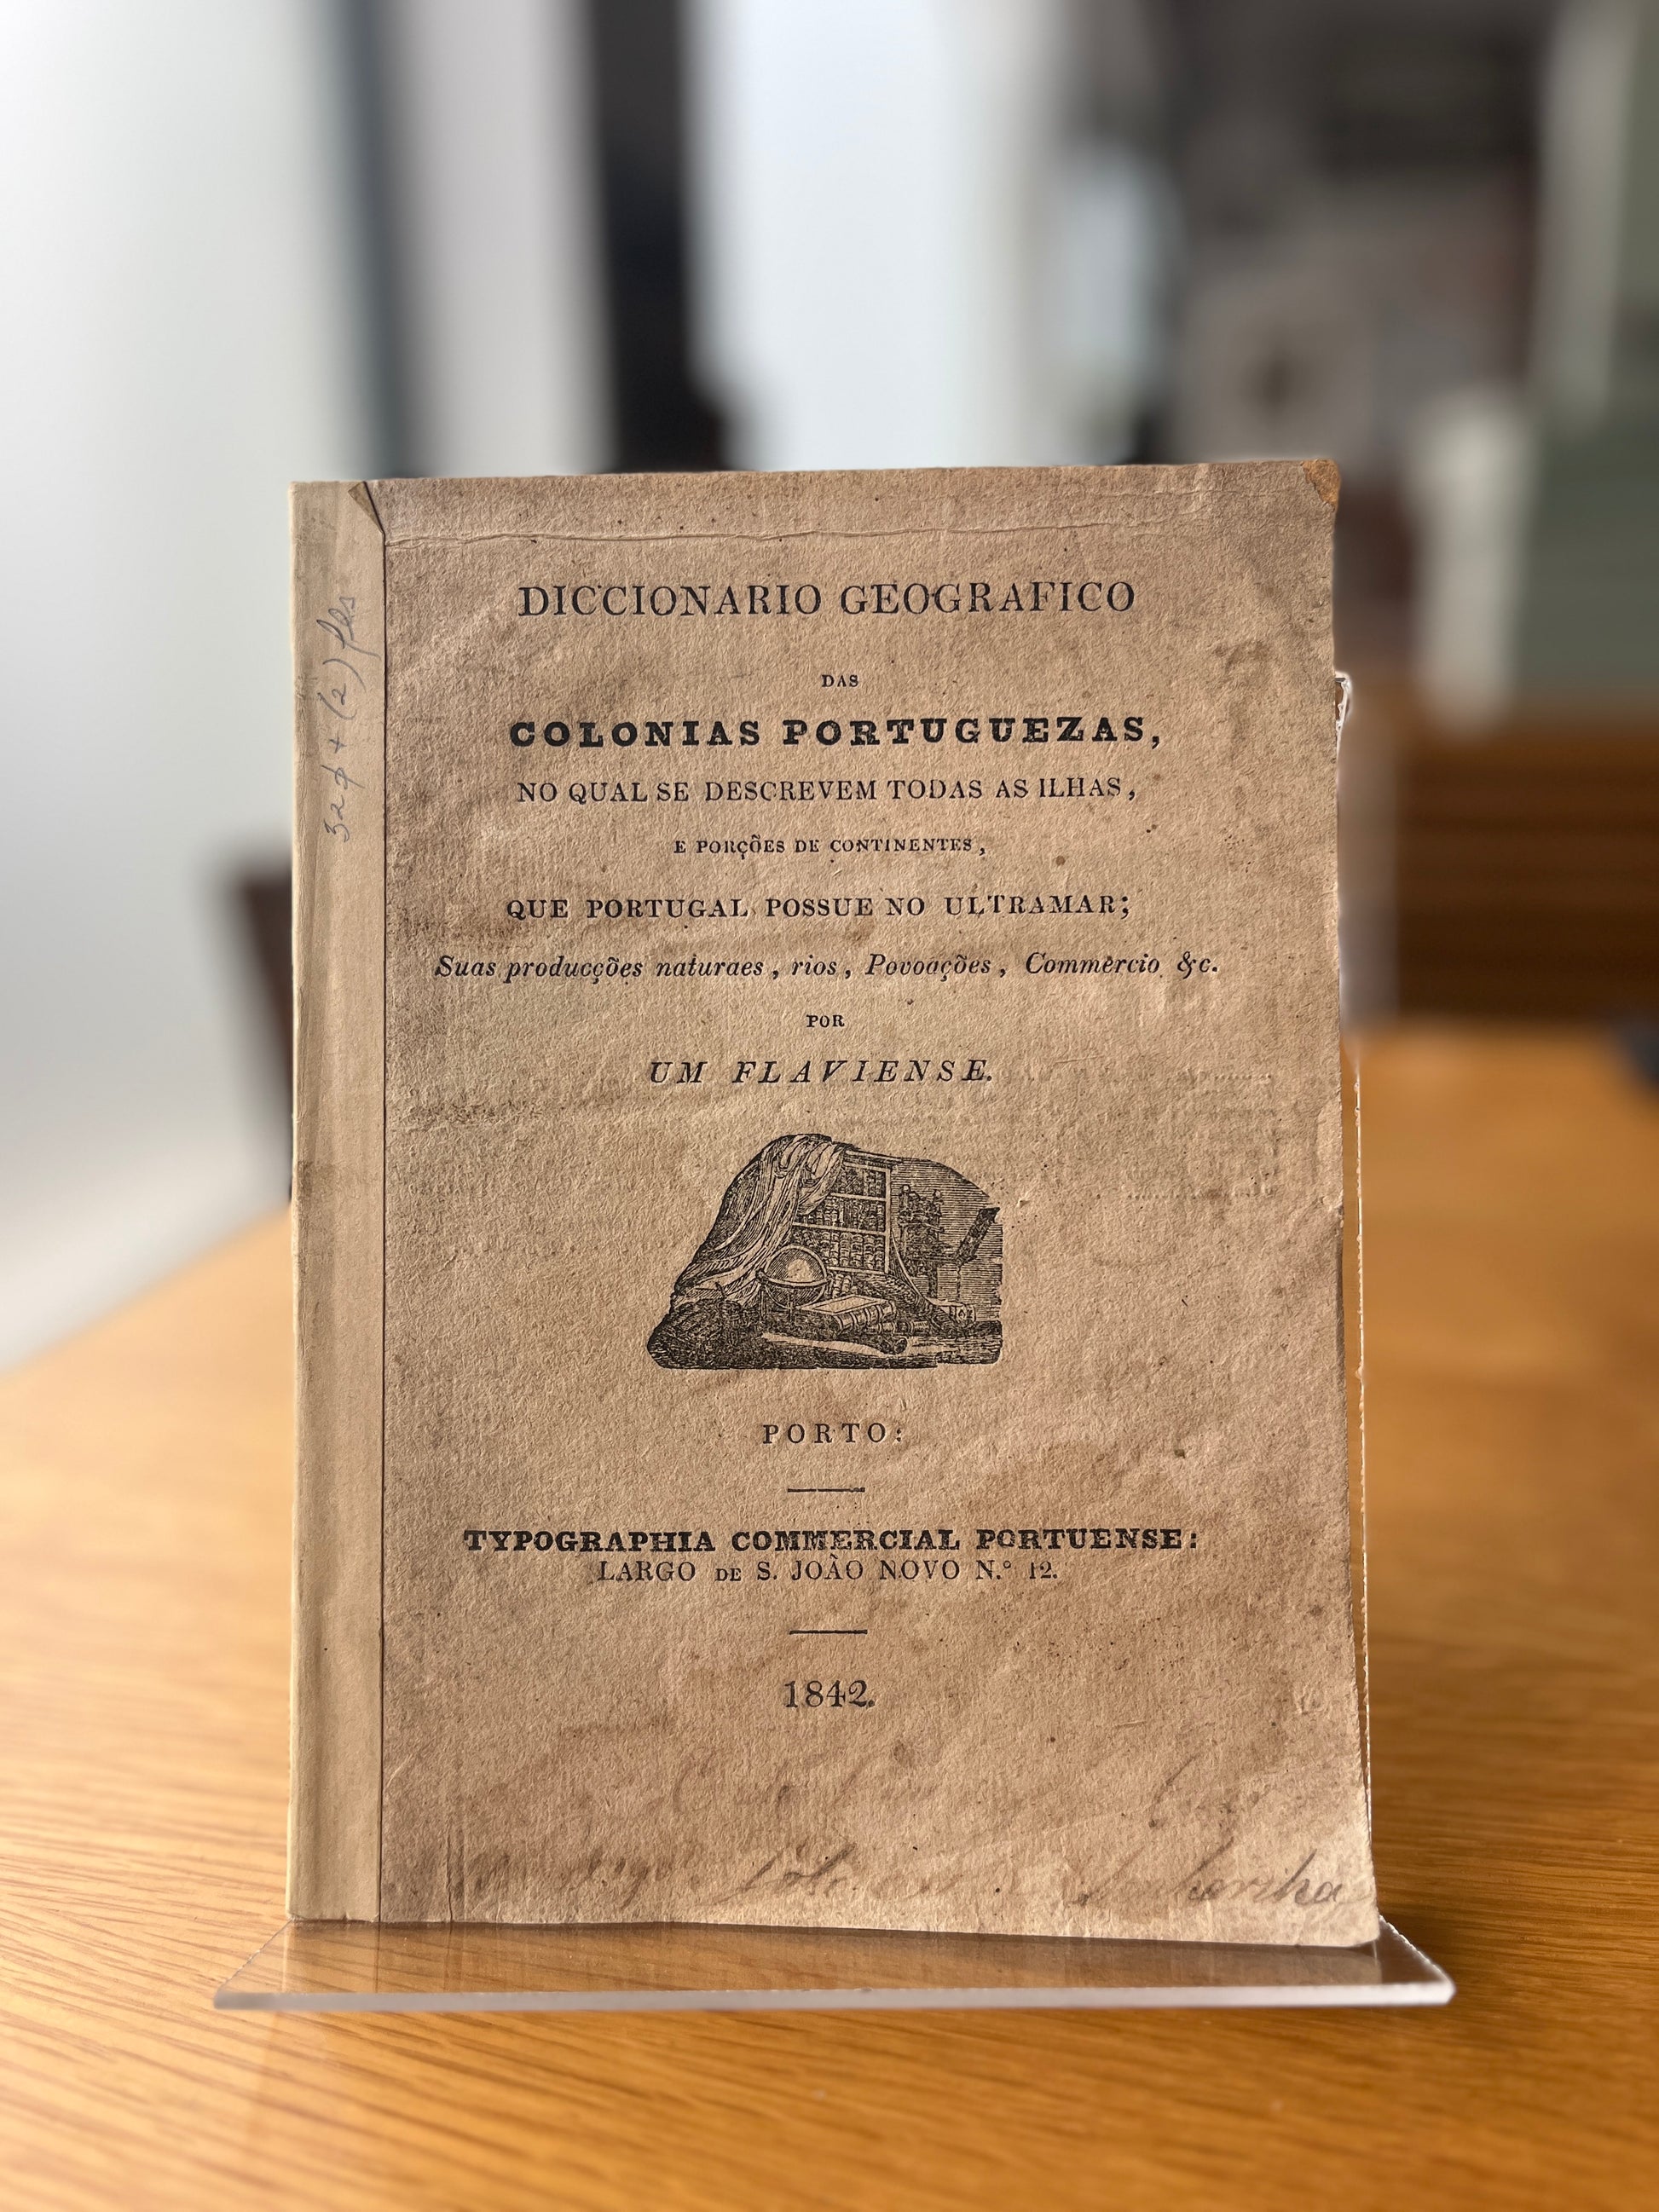 DICCIONARIO GEOGRAFICO
DAS
COLONIAS PORTUGUEZAS,
NO QUAL SE DESCREVEM TODAS AS ILHAS,
E PORÇÕES DE CONTINENTES,
QUE PORTUGAL POSSUE NO ULTRAMAR;
Suas producções naturaes, rios, Povoações, Commercio &c.
POR
UM FLAVIENSE.
PORTO:
TYPOGRAPHIA COMMERCIAL PORTUENSE:
LARGO DE S. JOÃO NOVO N.º 12.
1842.